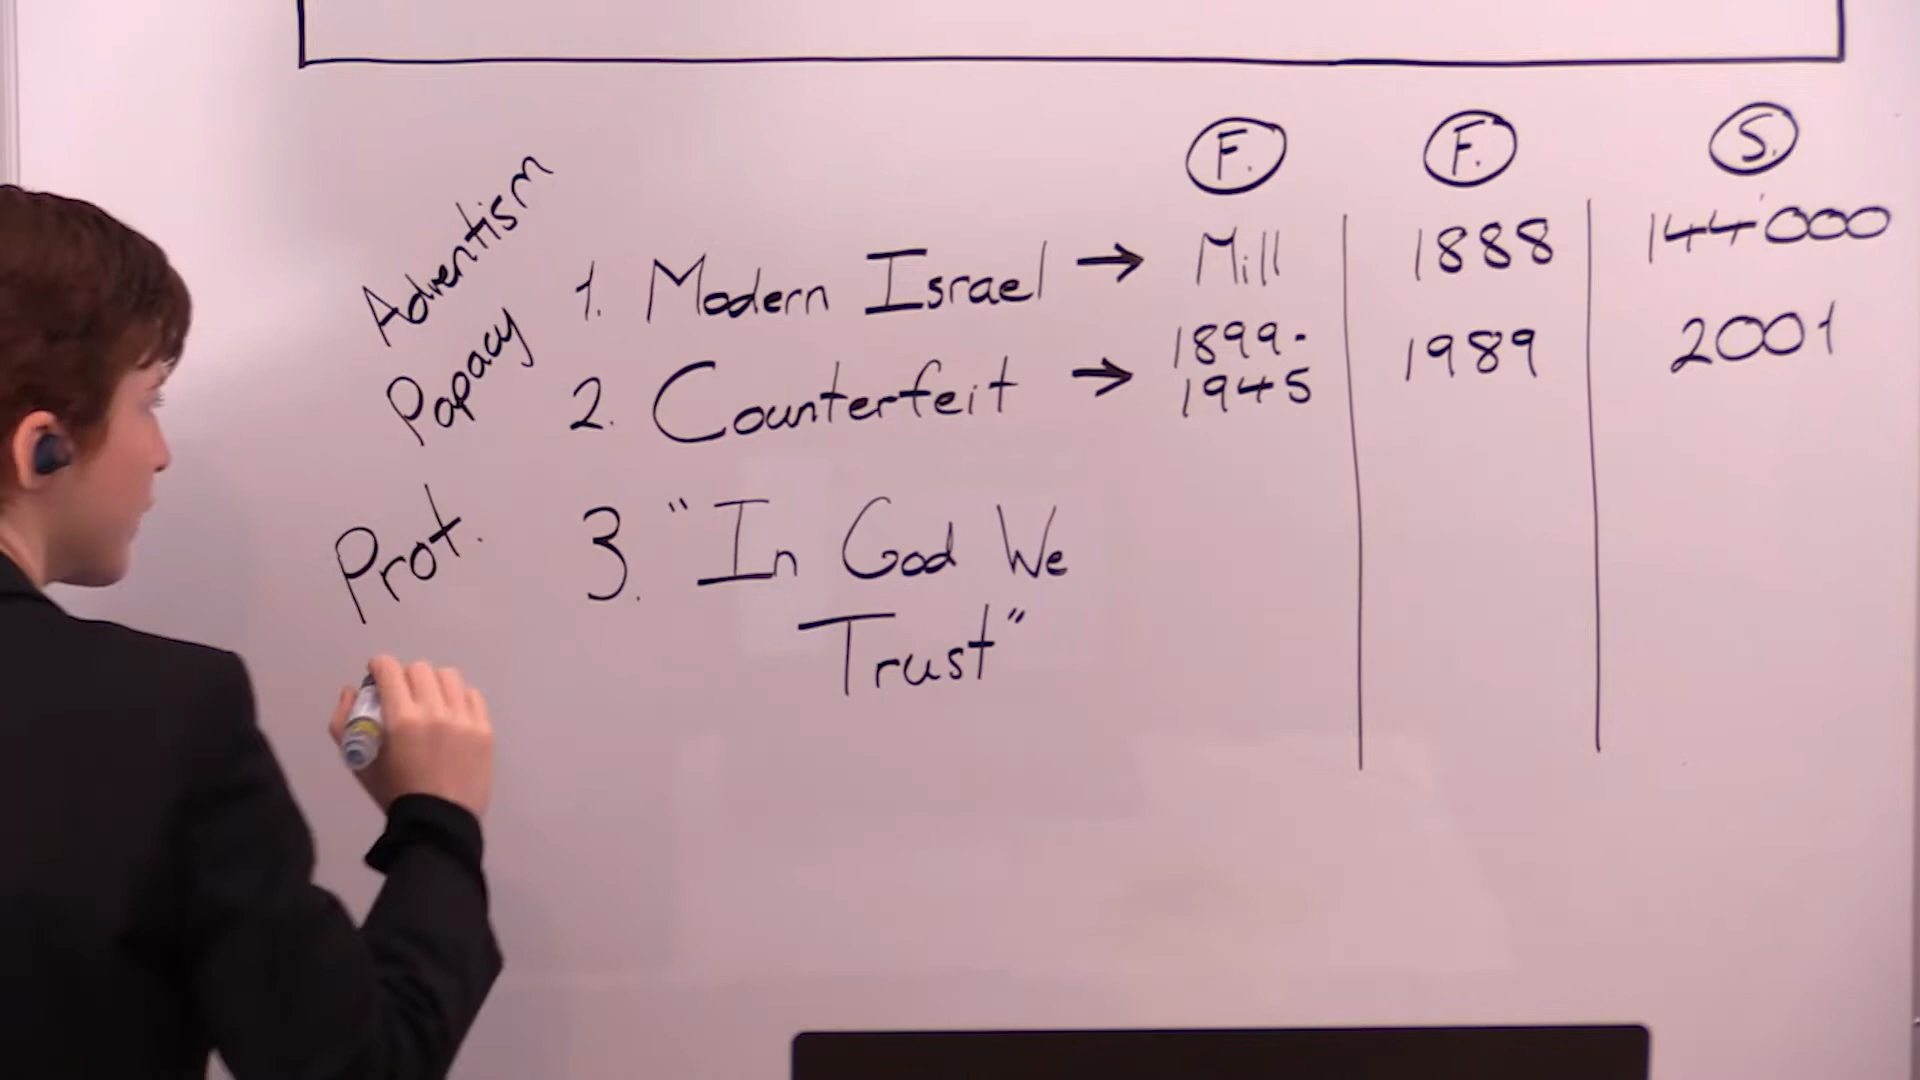 F. F. S.
Adventism
1. Modern Israel → Mill 1888 144000
Papacy
2. Counterfeit → 1899-
1945 1989 2001
Prot. 3. "In God We
Trust"